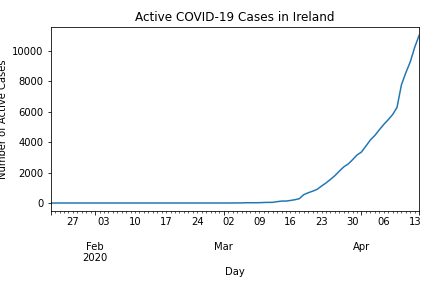 Active COVID-19 Cases in Ireland
Number of Active Cases
10000
8000
6000
4000
2000
0
27 03 10 17 24 02 09 16 23 30 06 13
Feb Mar Apr
2020
Day